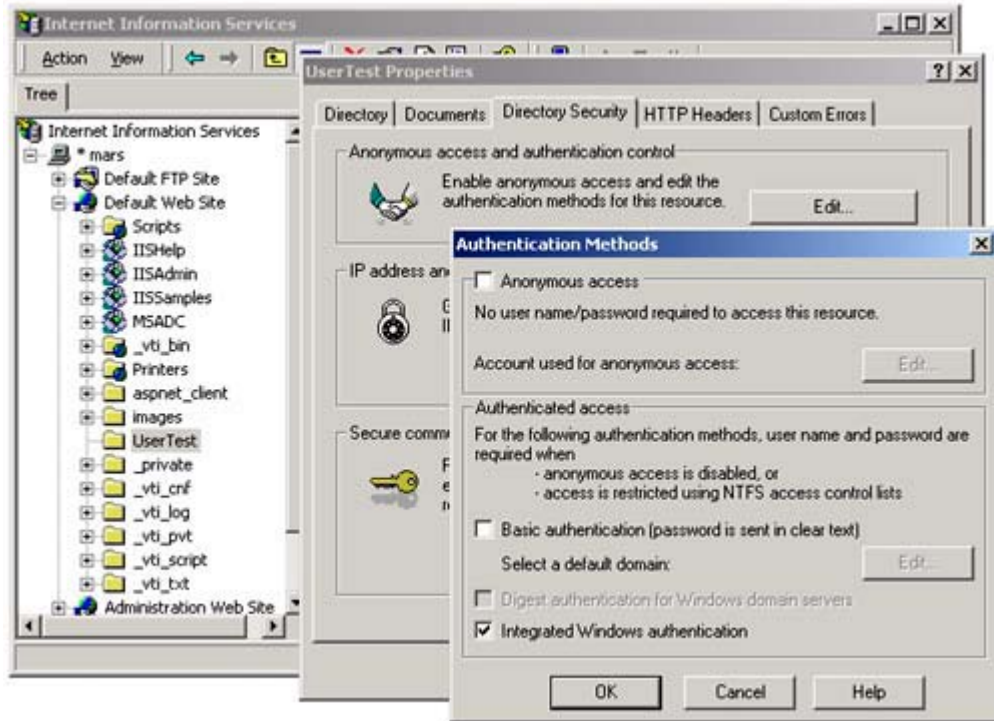 Internet Information Services
Action View
Tree
Internet Information Services
* mars
Default FTP Site
Default Web Site
Scripts
IISHelp
IISAdmin
IISSamples
MSADC
_vti_bin
Printers
aspnet_client
images
UserTest
_private
_vti_cnf
_vti_log
_vti_pvt
_vti_script
_vti_txt
Administration Web Site
UserTest Properties
Directory Documents Directory Security HTTP Headers Custom Errors
Anonymous access and authentication control
Enable anonymous access and edit the
authentication methods for this resource.
Edit...
IP address an
Secure comm
Authentication Methods
Anonymous access
No user name/password required to access this resource.
Account used for anonymous access:
Edit...
Authenticated access
For the following authentication methods, user name and password are
required when
- anonymous access is disabled, or
- access is restricted using NTFS access control lists
Basic authentication (password is sent in clear text)
Select a default domain:
Edit...
Digest authentication for Windows domain servers
Integrated Windows authentication
OK Cancel Help